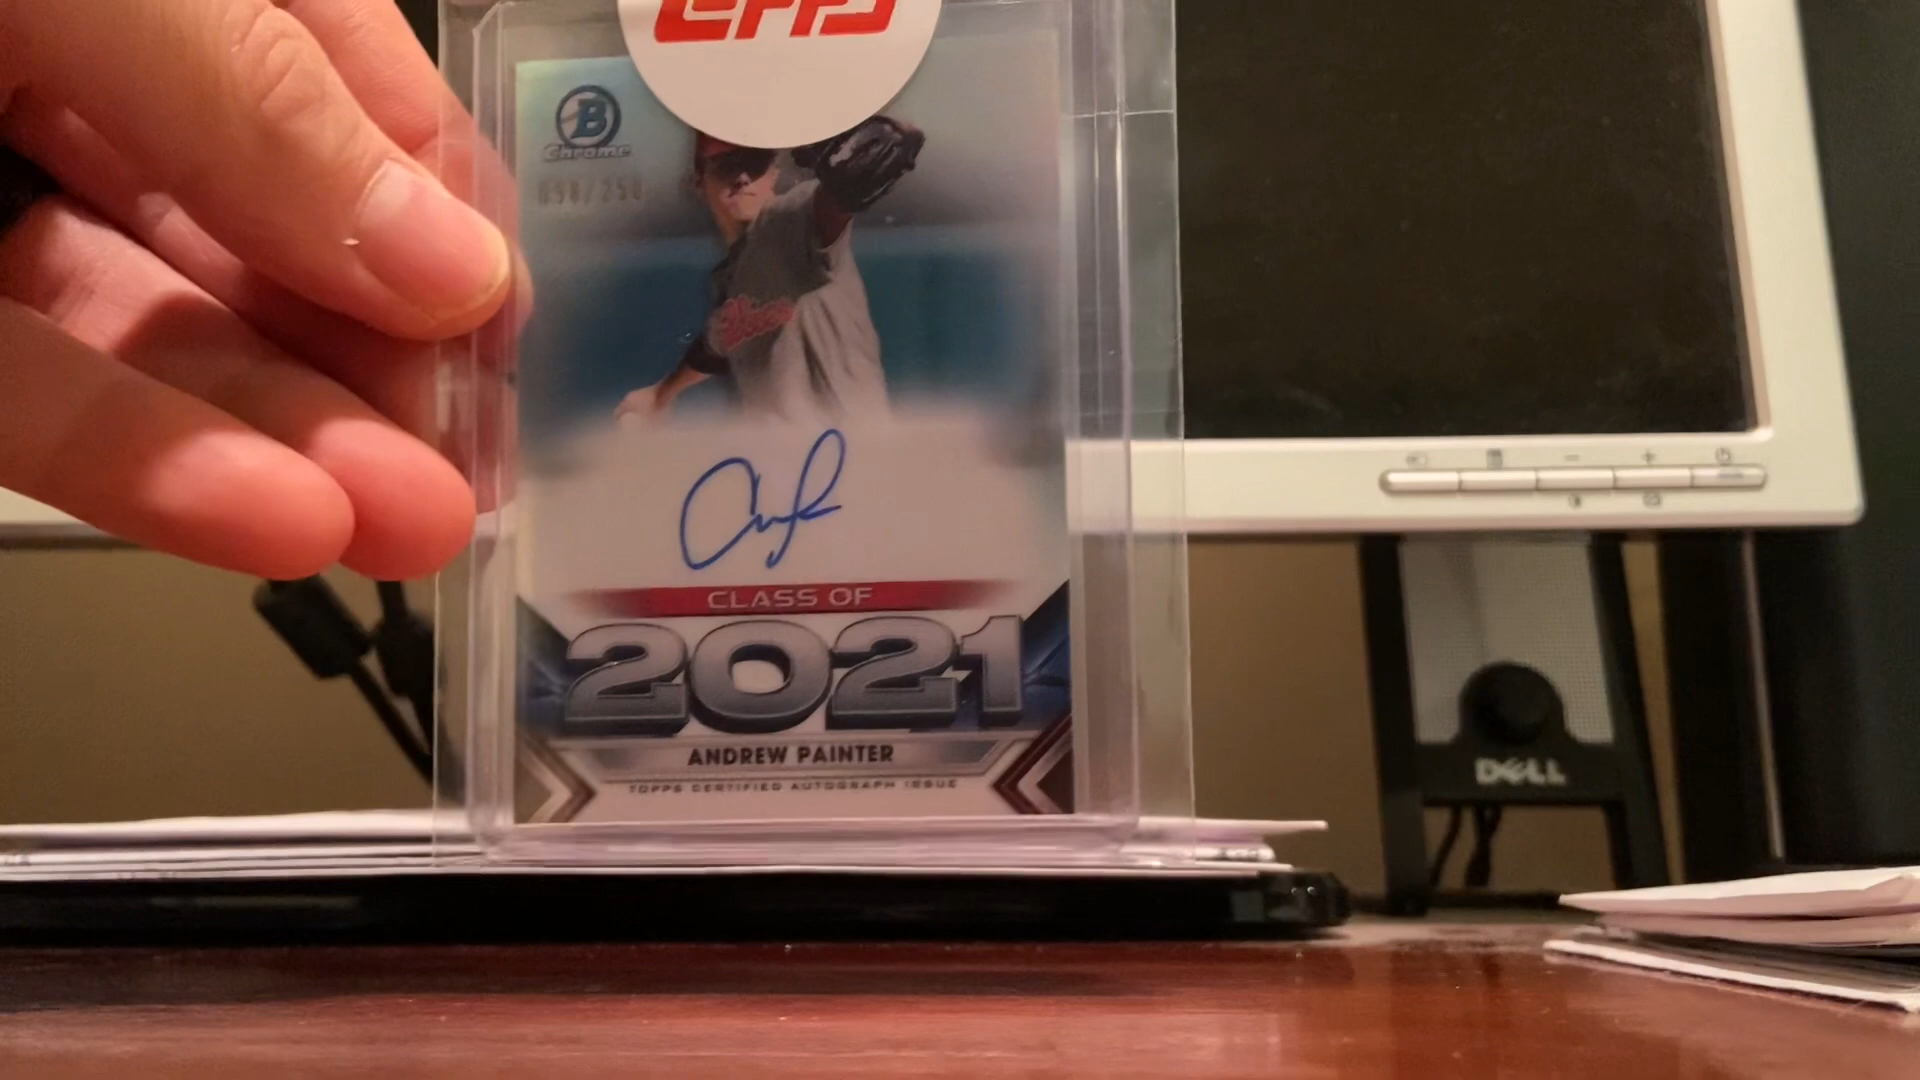 B
Chrome
CLASS OF
2021
ANDREW PAINTER
TOPPS CERTIFIED AUTOGRAPH ISSUE
DELL